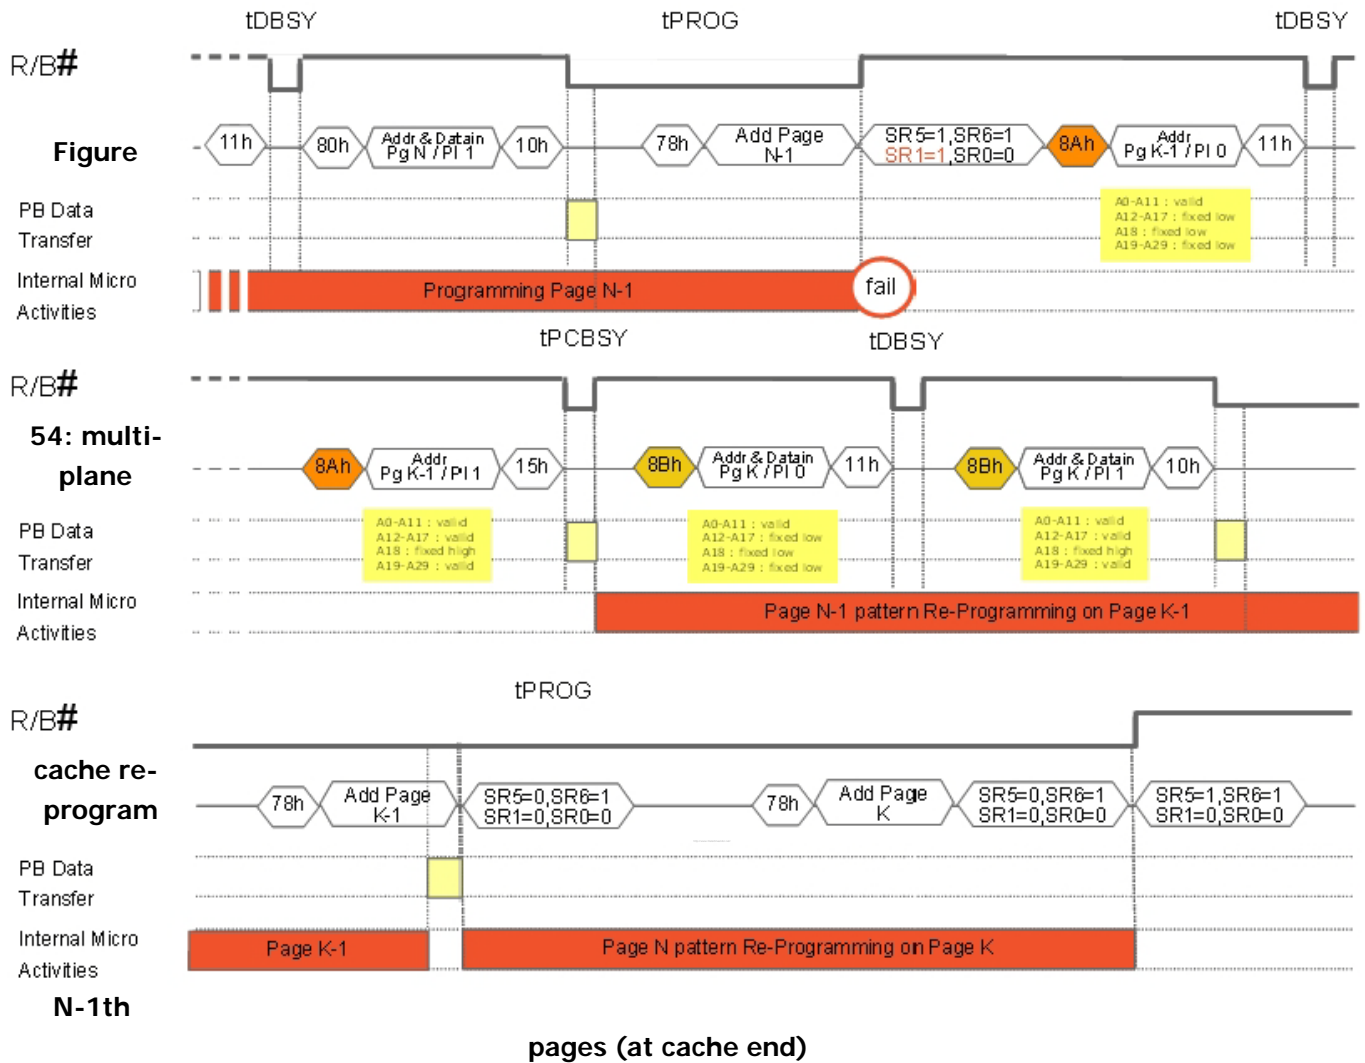 tDBSY tPROG tDBSY
R/B#
11h 80h Addr & Datain 10h 78h Add Page SR5=1,SR6=1 8Ah Addr 11h
Pg N / Pl 1 N-1 SR1=1,SR0=0 Pg K-1 / Pl 0
Figure
PB Data
Transfer
A0-A11 : valid
A12-A17 : fixed low
A18 : fixed low
A19-A29 : fixed low
Internal Micro
Activities
Programming Page N-1 fail
tPCBSY tDBSY
R/B#
54: multi-
plane
8Ah Addr 15h 8Bh Addr & Datain 11h 8Bh Addr & Datain 10h
Pg K-1 / Pl 1 Pg K / Pl 0 Pg K / Pl 1
PB Data
Transfer
A0-A11 : valid
A12-A17 : valid
A18 : fixed high
A19-A29 : valid
A0-A11 : valid
A12-A17 : fixed low
A18 : fixed low
A19-A29 : fixed low
A0-A11 : valid
A12-A17 : valid
A18 : fixed high
A19-A29 : valid
Internal Micro
Activities
Page N-1 pattern Re-Programming on Page K-1
tPROG
R/B#
cache re-
program
78h Add Page SR5=0,SR6=1 78h Add Page SR5=0,SR6=1 SR5=1,SR6=1
K-1 SR1=0,SR0=0 K SR1=0,SR0=0 SR1=0,SR0=0
PB Data
Transfer
Internal Micro
Activities
Page K-1 Page N pattern Re-Programming on Page K
N-1th
pages (at cache end)